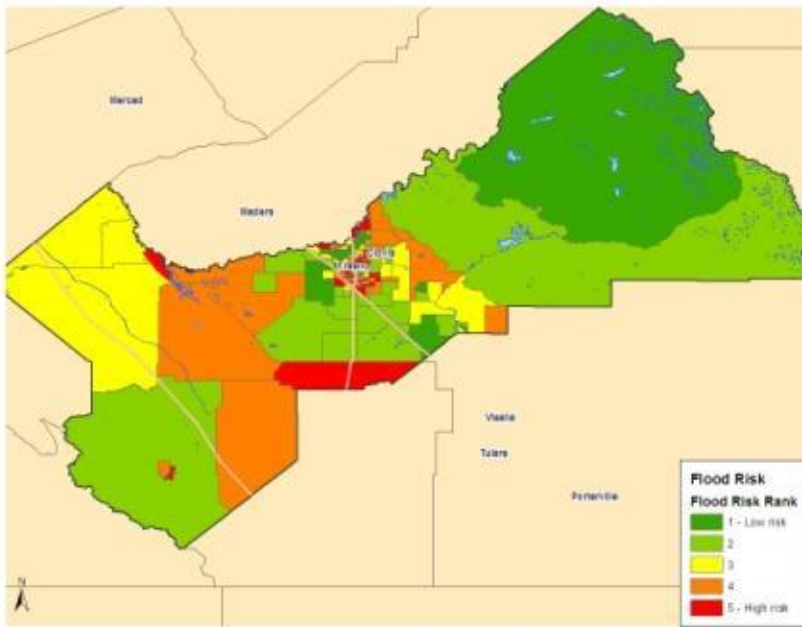 Merced
Madera
Clovis
Fresno
Visalia
Tulare
Porterville
N
Flood Risk
Flood Risk Rank
1 - Low risk
2
3
4
5 - High risk